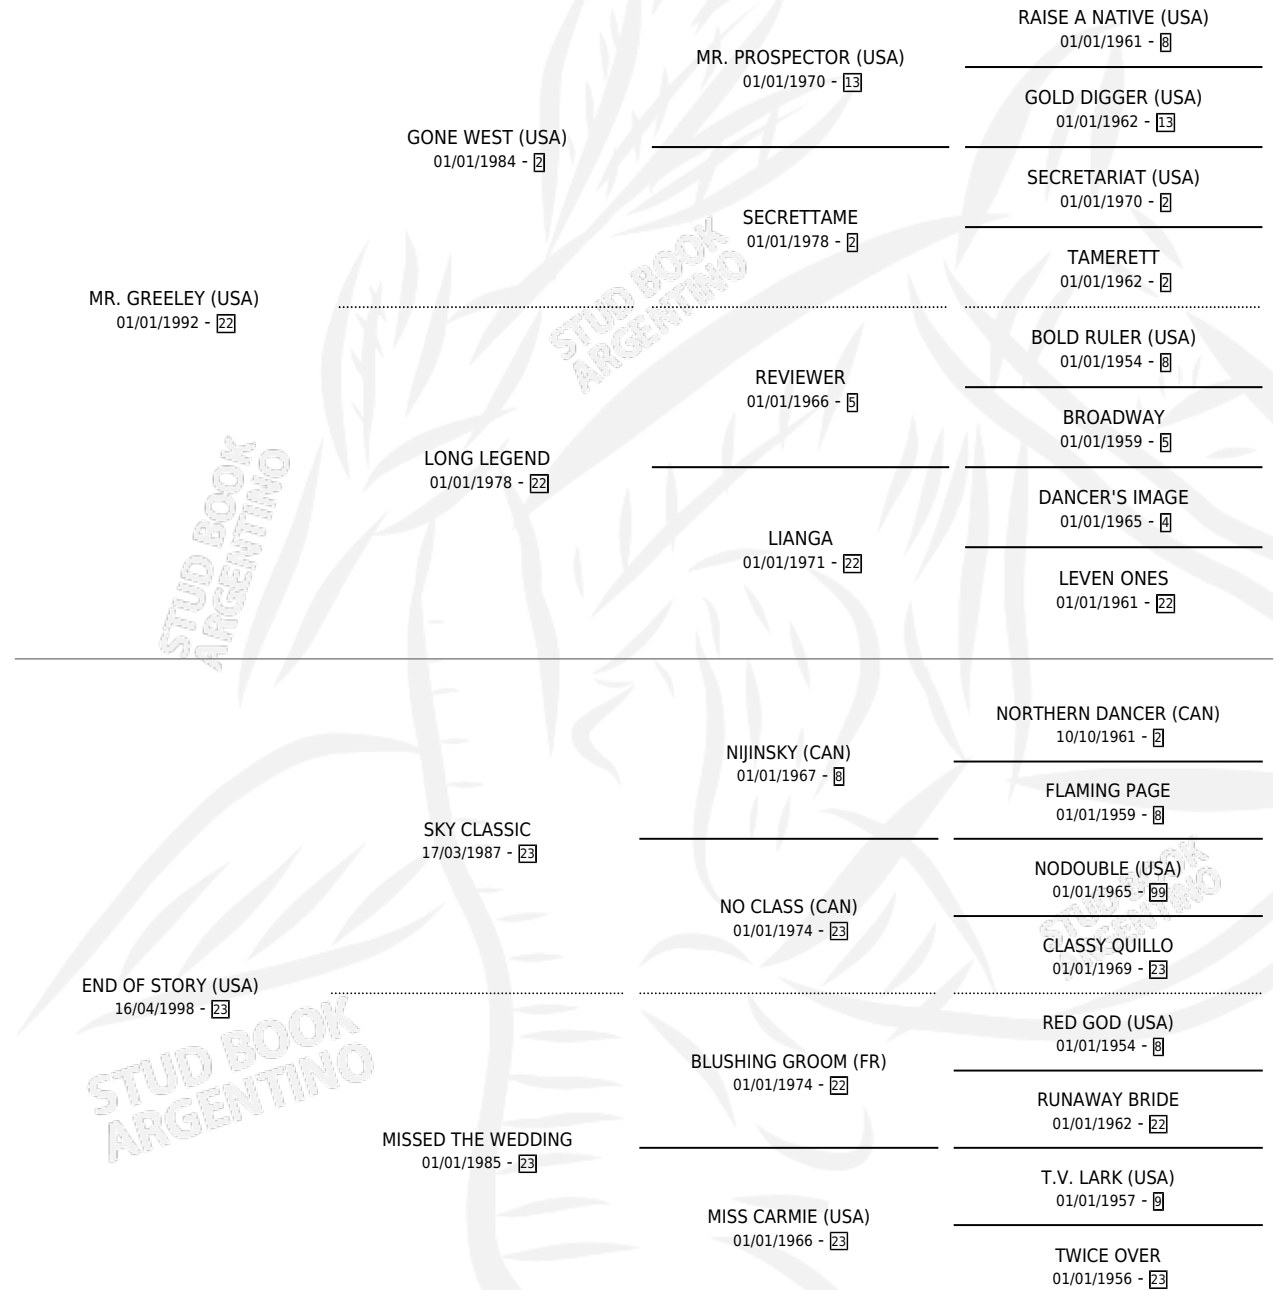 RAISE A NATIVE (USA)
01/01/1961 - 8
MR. PROSPECTOR (USA)
01/01/1970 - 13
GOLD DIGGER (USA)
01/01/1962 - 13
GONE WEST (USA)
01/01/1984 - 2
SECRETARIAT (USA)
01/01/1970 - 2
SECRETTAME
01/01/1978 - 2
TAMERETT
01/01/1962 - 2
MR. GREELEY (USA)
01/01/1992 - 22
BOLD RULER (USA)
01/01/1954 - 8
REVIEWER
01/01/1966 - 5
BROADWAY
01/01/1959 - 5
LONG LEGEND
01/01/1978 - 22
DANCER'S IMAGE
01/01/1965 - 4
LIANGA
01/01/1971 - 22
LEVEN ONES
01/01/1961 - 22
STUD BOOK
ARGENTINO
STUD BOOK
ARGENTINO
NORTHERN DANCER (CAN)
10/10/1961 - 2
NIJINSKY (CAN)
01/01/1967 - 8
FLAMING PAGE
01/01/1959 - 8
SKY CLASSIC
17/03/1987 - 23
NODOUBLE (USA)
01/01/1965 - 99
NO CLASS (CAN)
01/01/1974 - 23
CLASSY QUILLO
01/01/1969 - 23
END OF STORY (USA)
16/04/1998 - 23
RED GOD (USA)
01/01/1954 - 8
BLUSHING GROOM (FR)
01/01/1974 - 22
RUNAWAY BRIDE
01/01/1962 - 22
MISSED THE WEDDING
01/01/1985 - 23
T.V. LARK (USA)
01/01/1957 - 9
MISS CARMIE (USA)
01/01/1966 - 23
TWICE OVER
01/01/1956 - 23
STUD BOOK
ARGENTINO
STUD BOOK
ARGENTINO